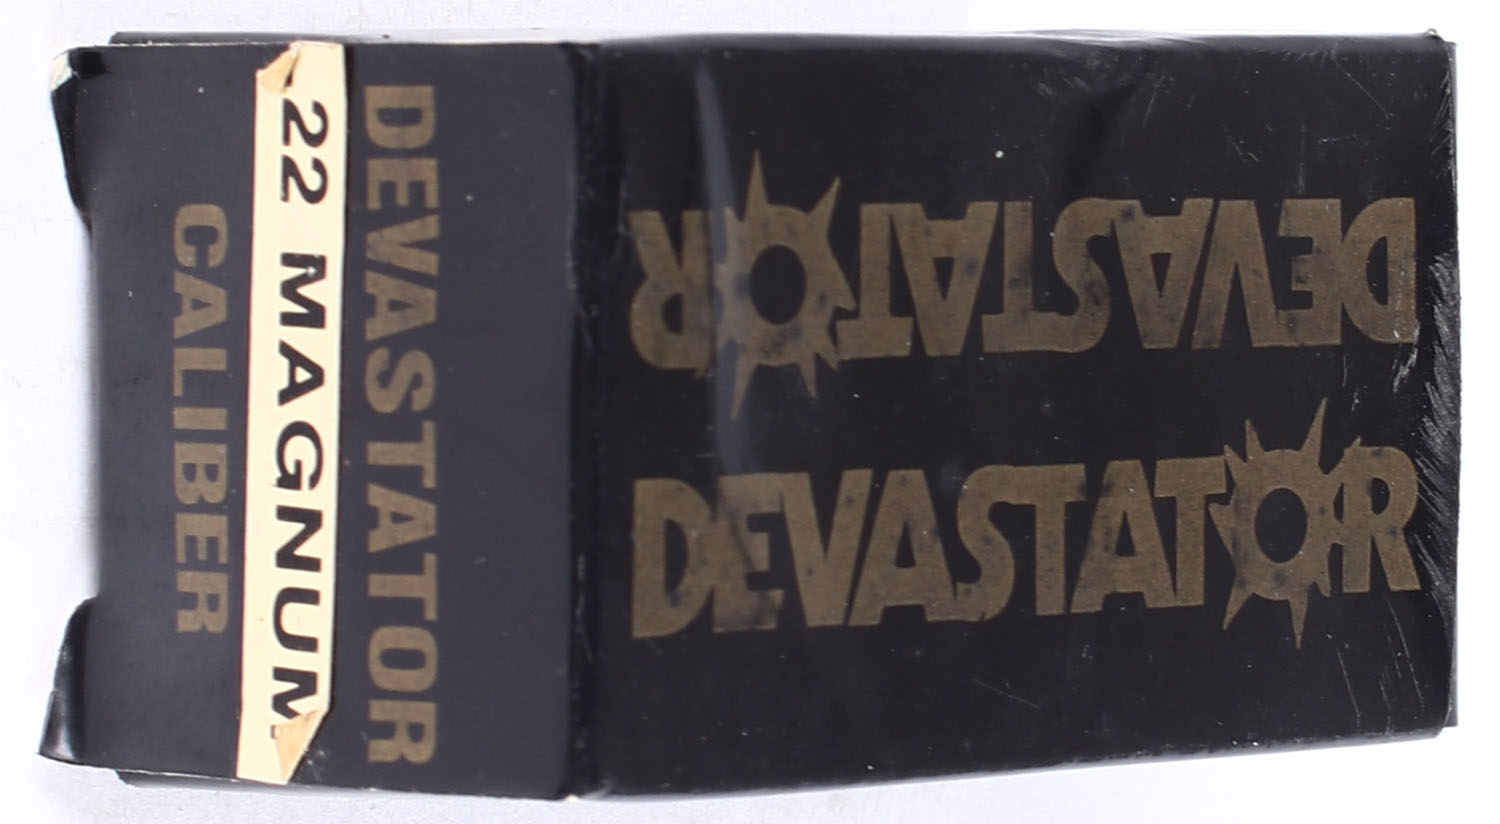 DEVASTATOR
22 MAGNUM
CALIBER
DEVASTATOR
DEVASTATOR